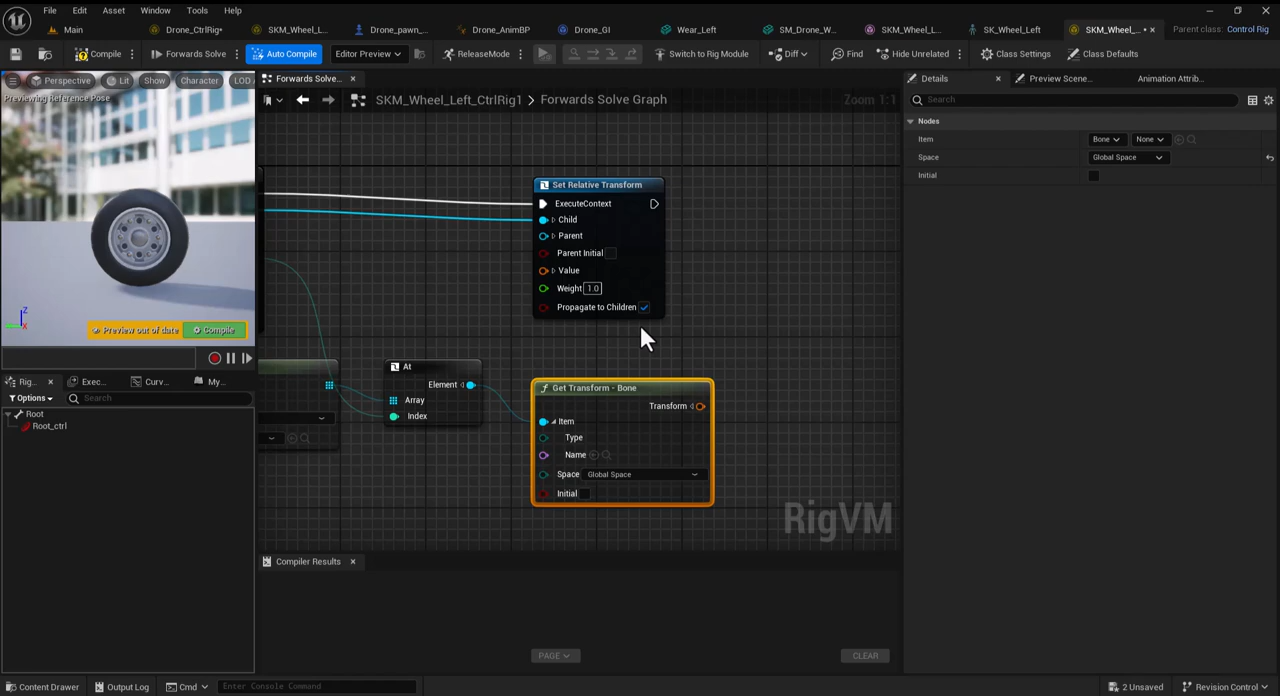 File Edit Asset Window Tools Help
Main
Drone_CtrlRig*
SKM_Wheel_L...
Drone_pawn_...
Drone_AnimBP
Drone_GI
Wear_Left
SM_Drone_W...
SKM_Wheel_L...
SK_Wheel_Left
SKM_Wheel_...
Parent class: Control Rig
Compile
Forwards Solve
Auto Compile
Editor Preview
ReleaseMode
Switch to Rig Module
Diff
Find
Hide Unrelated
Class Settings
Class Defaults
Perspective
Lit
Show
Character
LOD
Previewing Reference Pose
Preview out of date
Compile
Forwards Solve...
SKM_Wheel_Left_CtrlRig1 > Forwards Solve Graph
Zoom 1:1
Set Relative Transform
ExecuteContext
Child
Parent
Parent Initial
Value
Weight 1.0
Propagate to Children
At
Element
Array
Index
Get Transform - Bone
Transform
Item
Type
Name
Space Global Space
Initial
RigVM
Rig...
Exec...
Curv...
My...
Options
Search
Root
Root_ctrl
Compiler Results
PAGE
CLEAR
Details
Preview Scene...
Animation Attrib...
Search
Nodes
Item Bone None
Space Global Space
Initial
Content Drawer
Output Log
Cmd
Enter Console Command
2 Unsaved
Revision Control